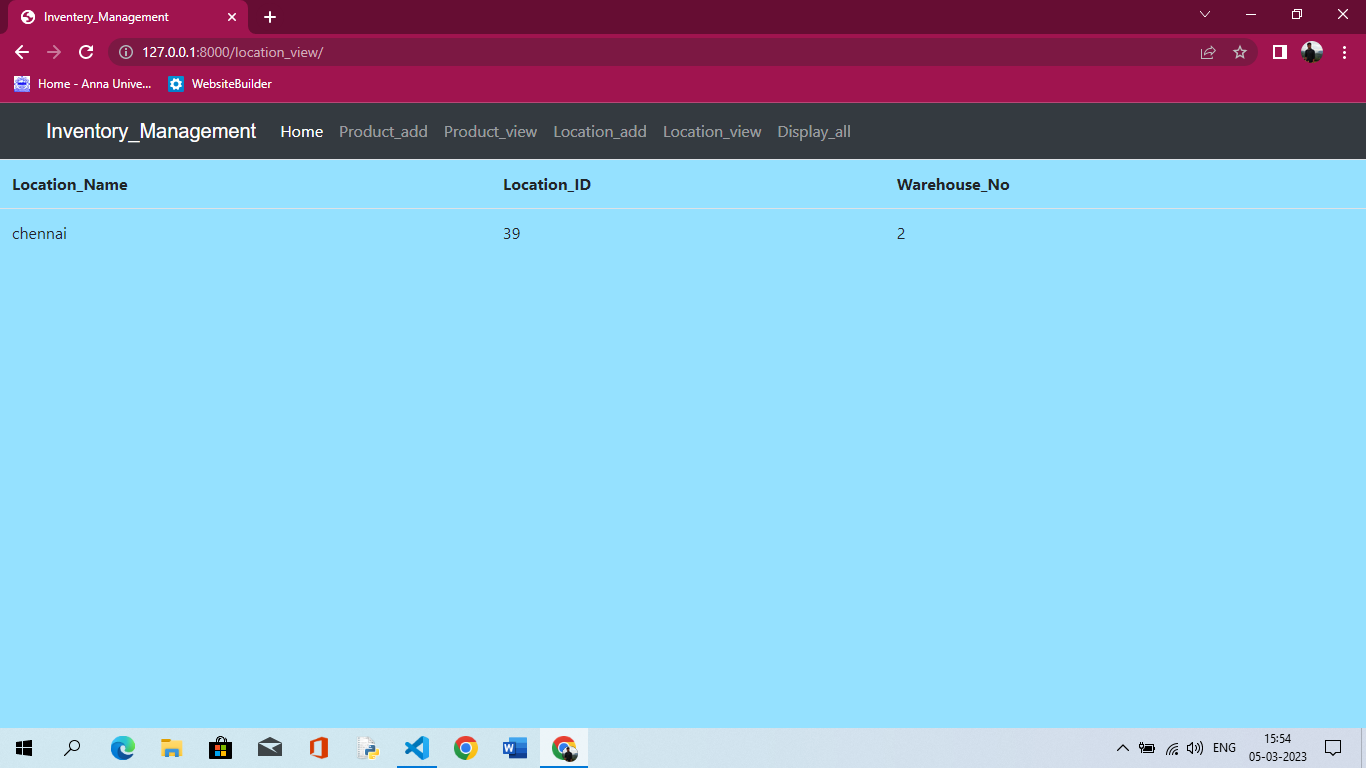 Inventery_Management
127.0.0.1:8000/location_view/
Home - Anna Unive... WebsiteBuilder
Inventory_Management Home Product_add Product_view Location_add Location_view Display_all
Location_Name Location_ID Warehouse_No
chennai 39 2
ENG 15:54
05-03-2023